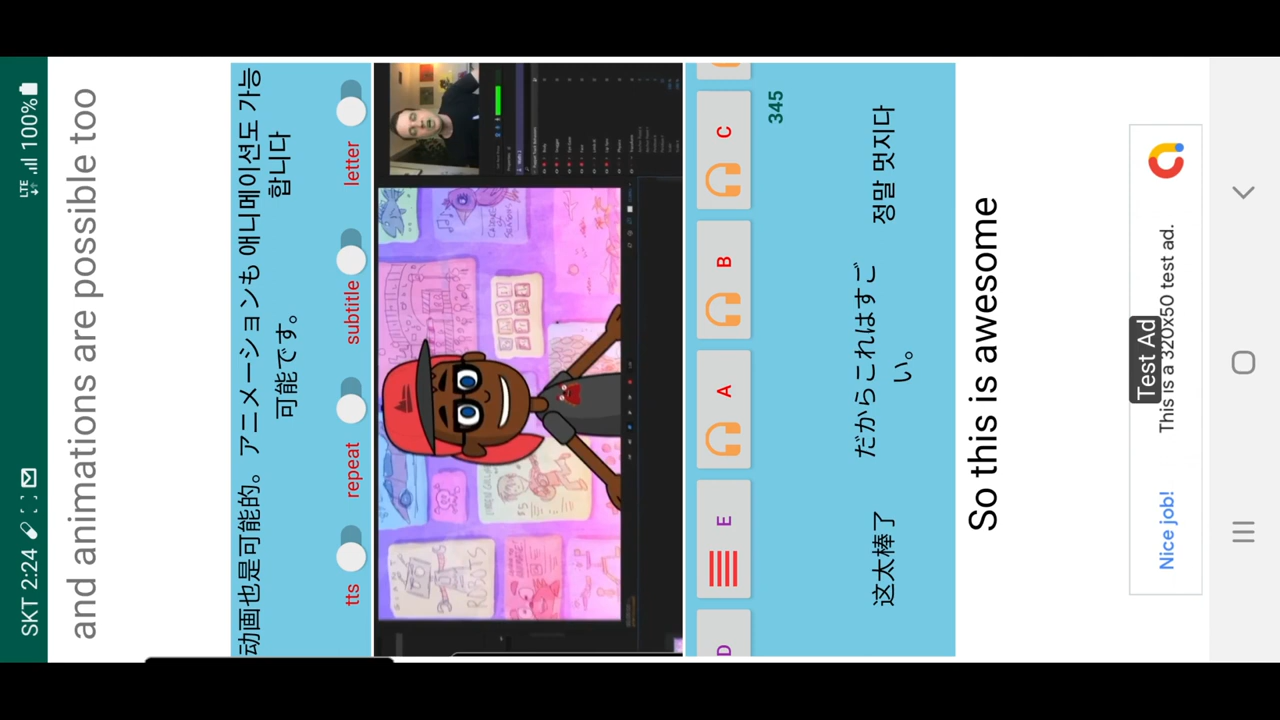 SKT 2:24
LTE
100%
and animations are possible too
动画也是可能的。
アニメーションも
可能です。
애니메이션도 가능
합니다
tts
repeat
subtitle
letter
ROBOTS
D
E
A
B
C
345
这太棒了
だからこれはすご
い。
정말 멋지다
So this is awesome
Nice job!
Test Ad
This is a 320x50 test ad.